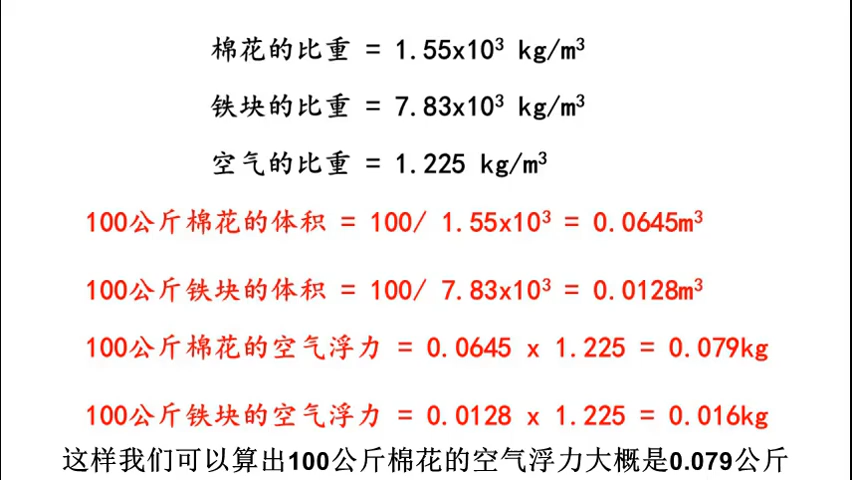 棉花的比重 = 1.55x10³ kg/m³
铁块的比重 = 7.83x10³ kg/m³
空气的比重 = 1.225 kg/m³
100公斤棉花的体积 = 100/ 1.55x10³ = 0.0645m³
100公斤铁块的体积 = 100/ 7.83x10³ = 0.0128m³
100公斤棉花的空气浮力 = 0.0645 x 1.225 = 0.079kg
100公斤铁块的空气浮力 = 0.0128 x 1.225 = 0.016kg
这样我们可以算出100公斤棉花的空气浮力大概是0.079公斤